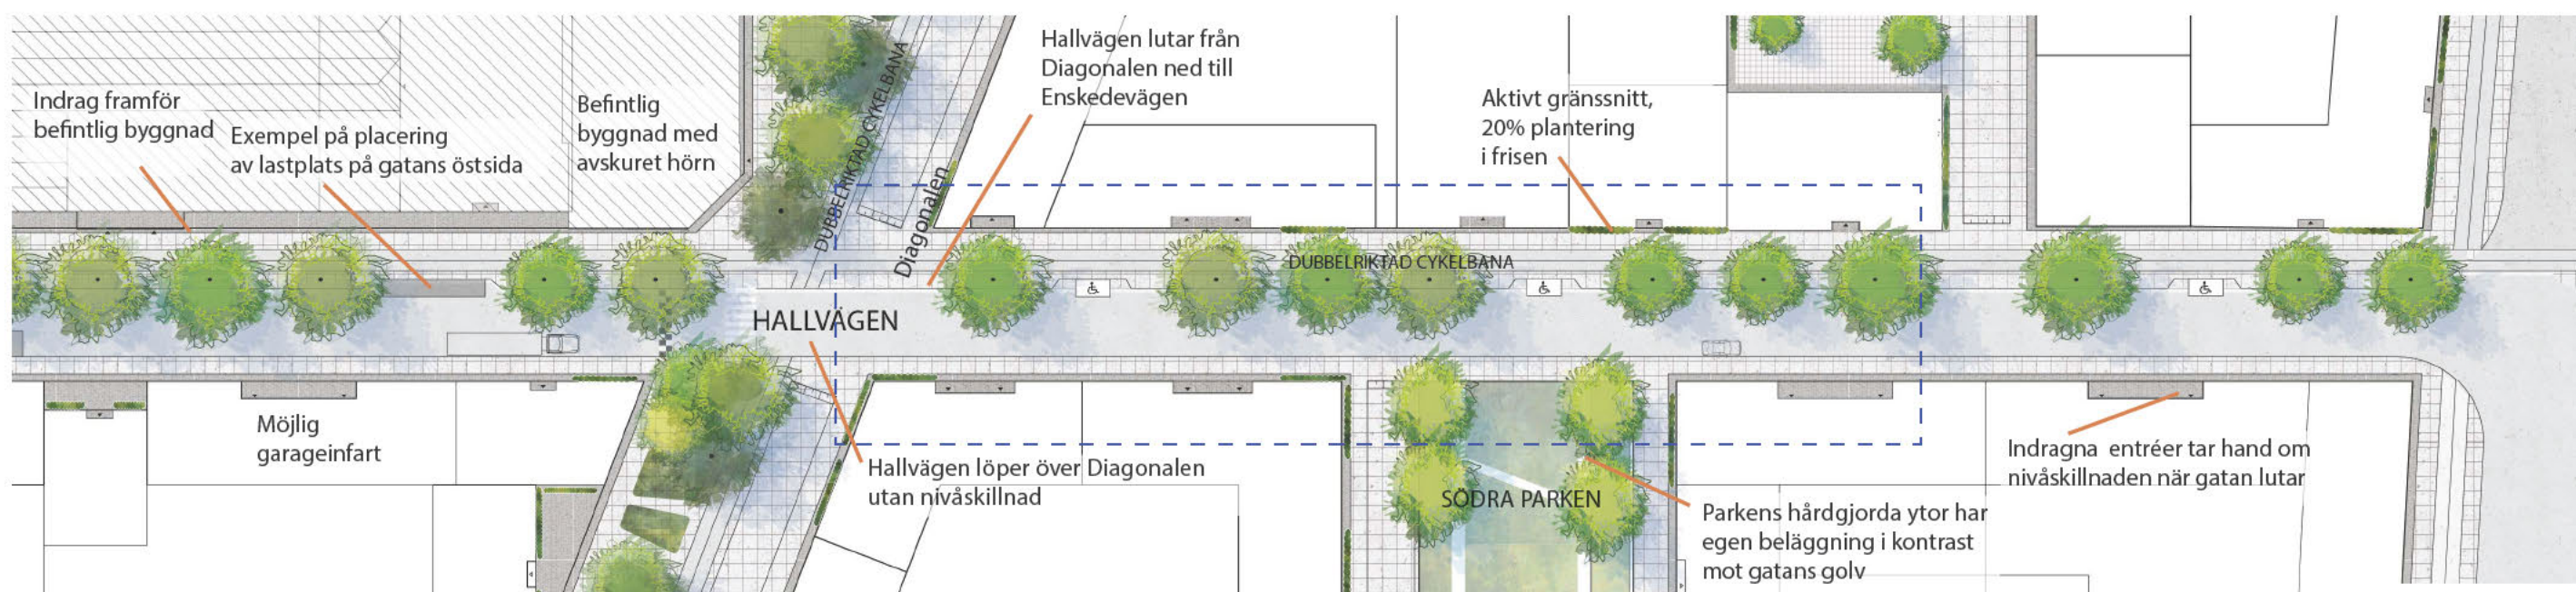 Indrag framför
befintlig byggnad
Exempel på placering
av lastplats på gatans östsida
Befintlig
byggnad med
avskuret hörn
DUBBELRIKTAD CYKELBANA
Diagonalen
Hallvägen lutar från
Diagonalen ned till
Enskedevägen
Aktivt gränssnitt,
20% plantering
i frisen
DUBBELRIKTAD CYKELBANA
HALLVÄGEN
Möjlig
garageinfart
Hallvägen löper över Diagonalen
utan nivåskillnad
SÖDRA PARKEN
Parkens hårdgjorda ytor har
egen beläggning i kontrast
mot gatans golv
Indragna entréer tar hand om
nivåskillnaden när gatan lutar